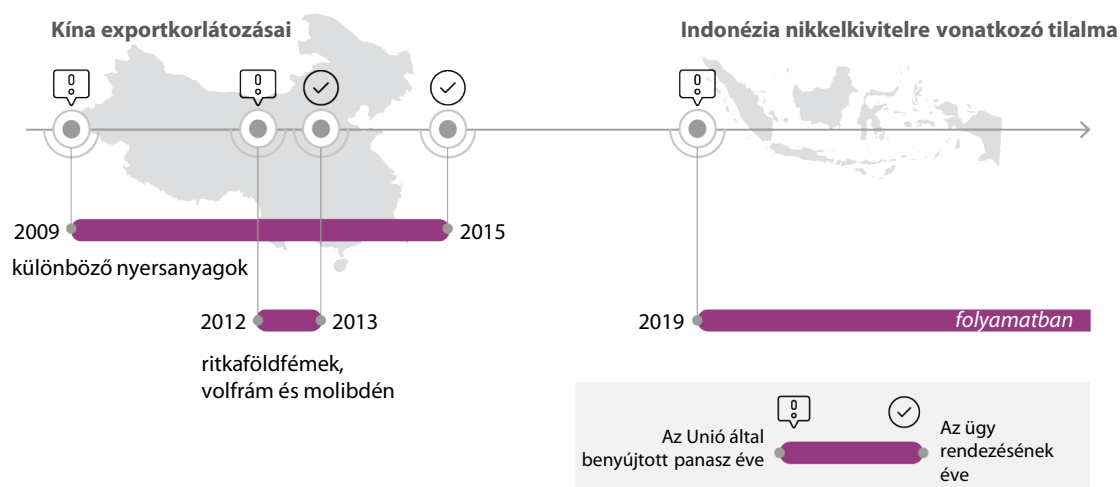 Kína exportkorlátozásai
Indonézia nikkelkivitelre vonatkozó tilalma
2009
2015
különböző nyersanyagok
2012
2013
ritkaföldfémek,
volfrám és molibdén
2019
folyamatban
Az Unió által
benyújtott panasz éve
Az ügy
rendezésének
éve